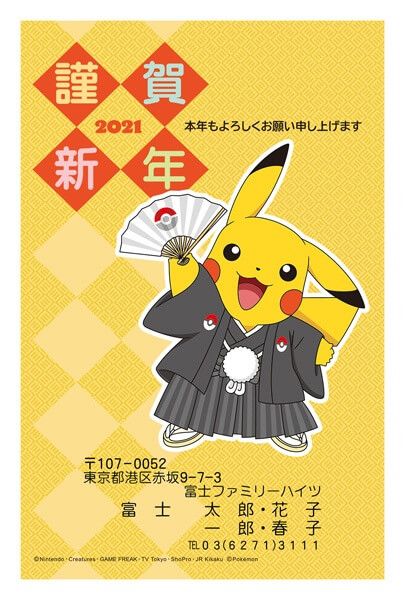 謹賀
新年
2021
本年もよろしくお願い申し上げます
〒107-0052
東京都港区赤坂9-7-3
富士ファミリーハイツ
富士 太郎・花子
一郎・春子
TEL 03(6271)3111
©Nintendo・Creatures・GAME FREAK・TV Tokyo・ShoPro・JR Kikaku ©Pokémon